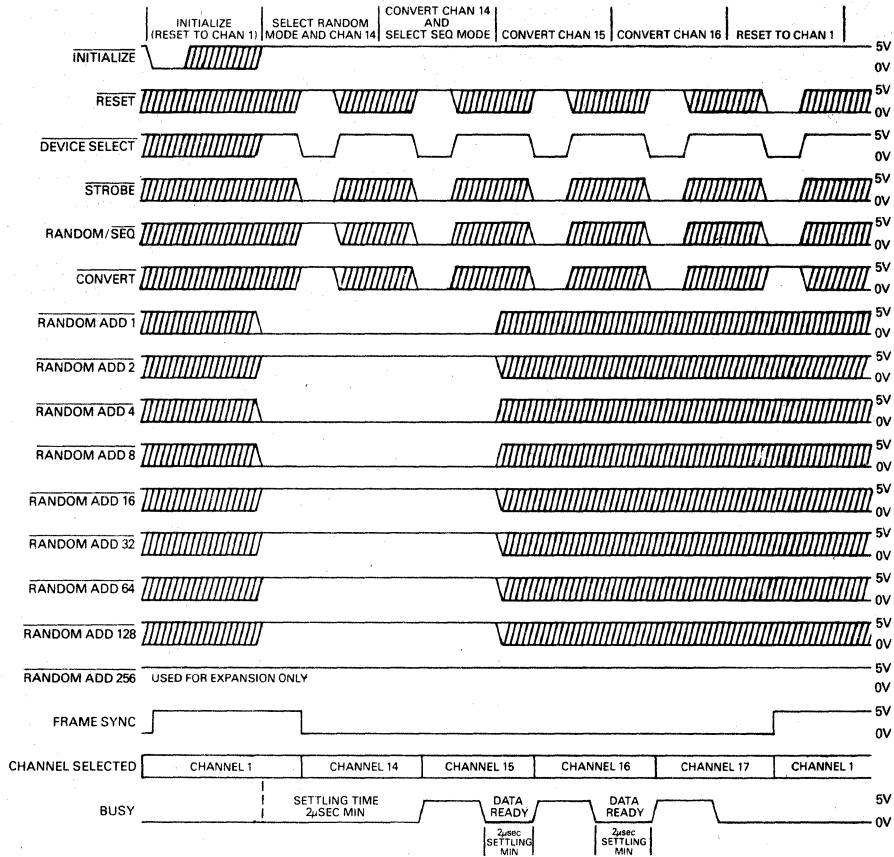 INITIALIZE
(RESET TO CHAN 1)
SELECT RANDOM
MODE AND CHAN 14
CONVERT CHAN 14
AND
SELECT SEQ MODE
CONVERT CHAN 15
CONVERT CHAN 16
RESET TO CHAN 1
INITIALIZE
5V
0V
RESET
5V
0V
DEVICE SELECT
5V
0V
STROBE
5V
0V
RANDOM/SEQ
5V
0V
CONVERT
5V
0V
RANDOM ADD 1
5V
0V
RANDOM ADD 2
5V
0V
RANDOM ADD 4
5V
0V
RANDOM ADD 8
5V
0V
RANDOM ADD 16
5V
0V
RANDOM ADD 32
5V
0V
RANDOM ADD 64
5V
0V
RANDOM ADD 128
5V
0V
RANDOM ADD 256
USED FOR EXPANSION ONLY
5V
0V
FRAME SYNC
5V
0V
CHANNEL SELECTED
CHANNEL 1
CHANNEL 14
CHANNEL 15
CHANNEL 16
CHANNEL 17
CHANNEL 1
BUSY
SETTLING TIME
2μSEC MIN
DATA
READY
DATA
READY
5V
0V
2μsec
SETTLING
MIN
2μsec
SETTLING
MIN